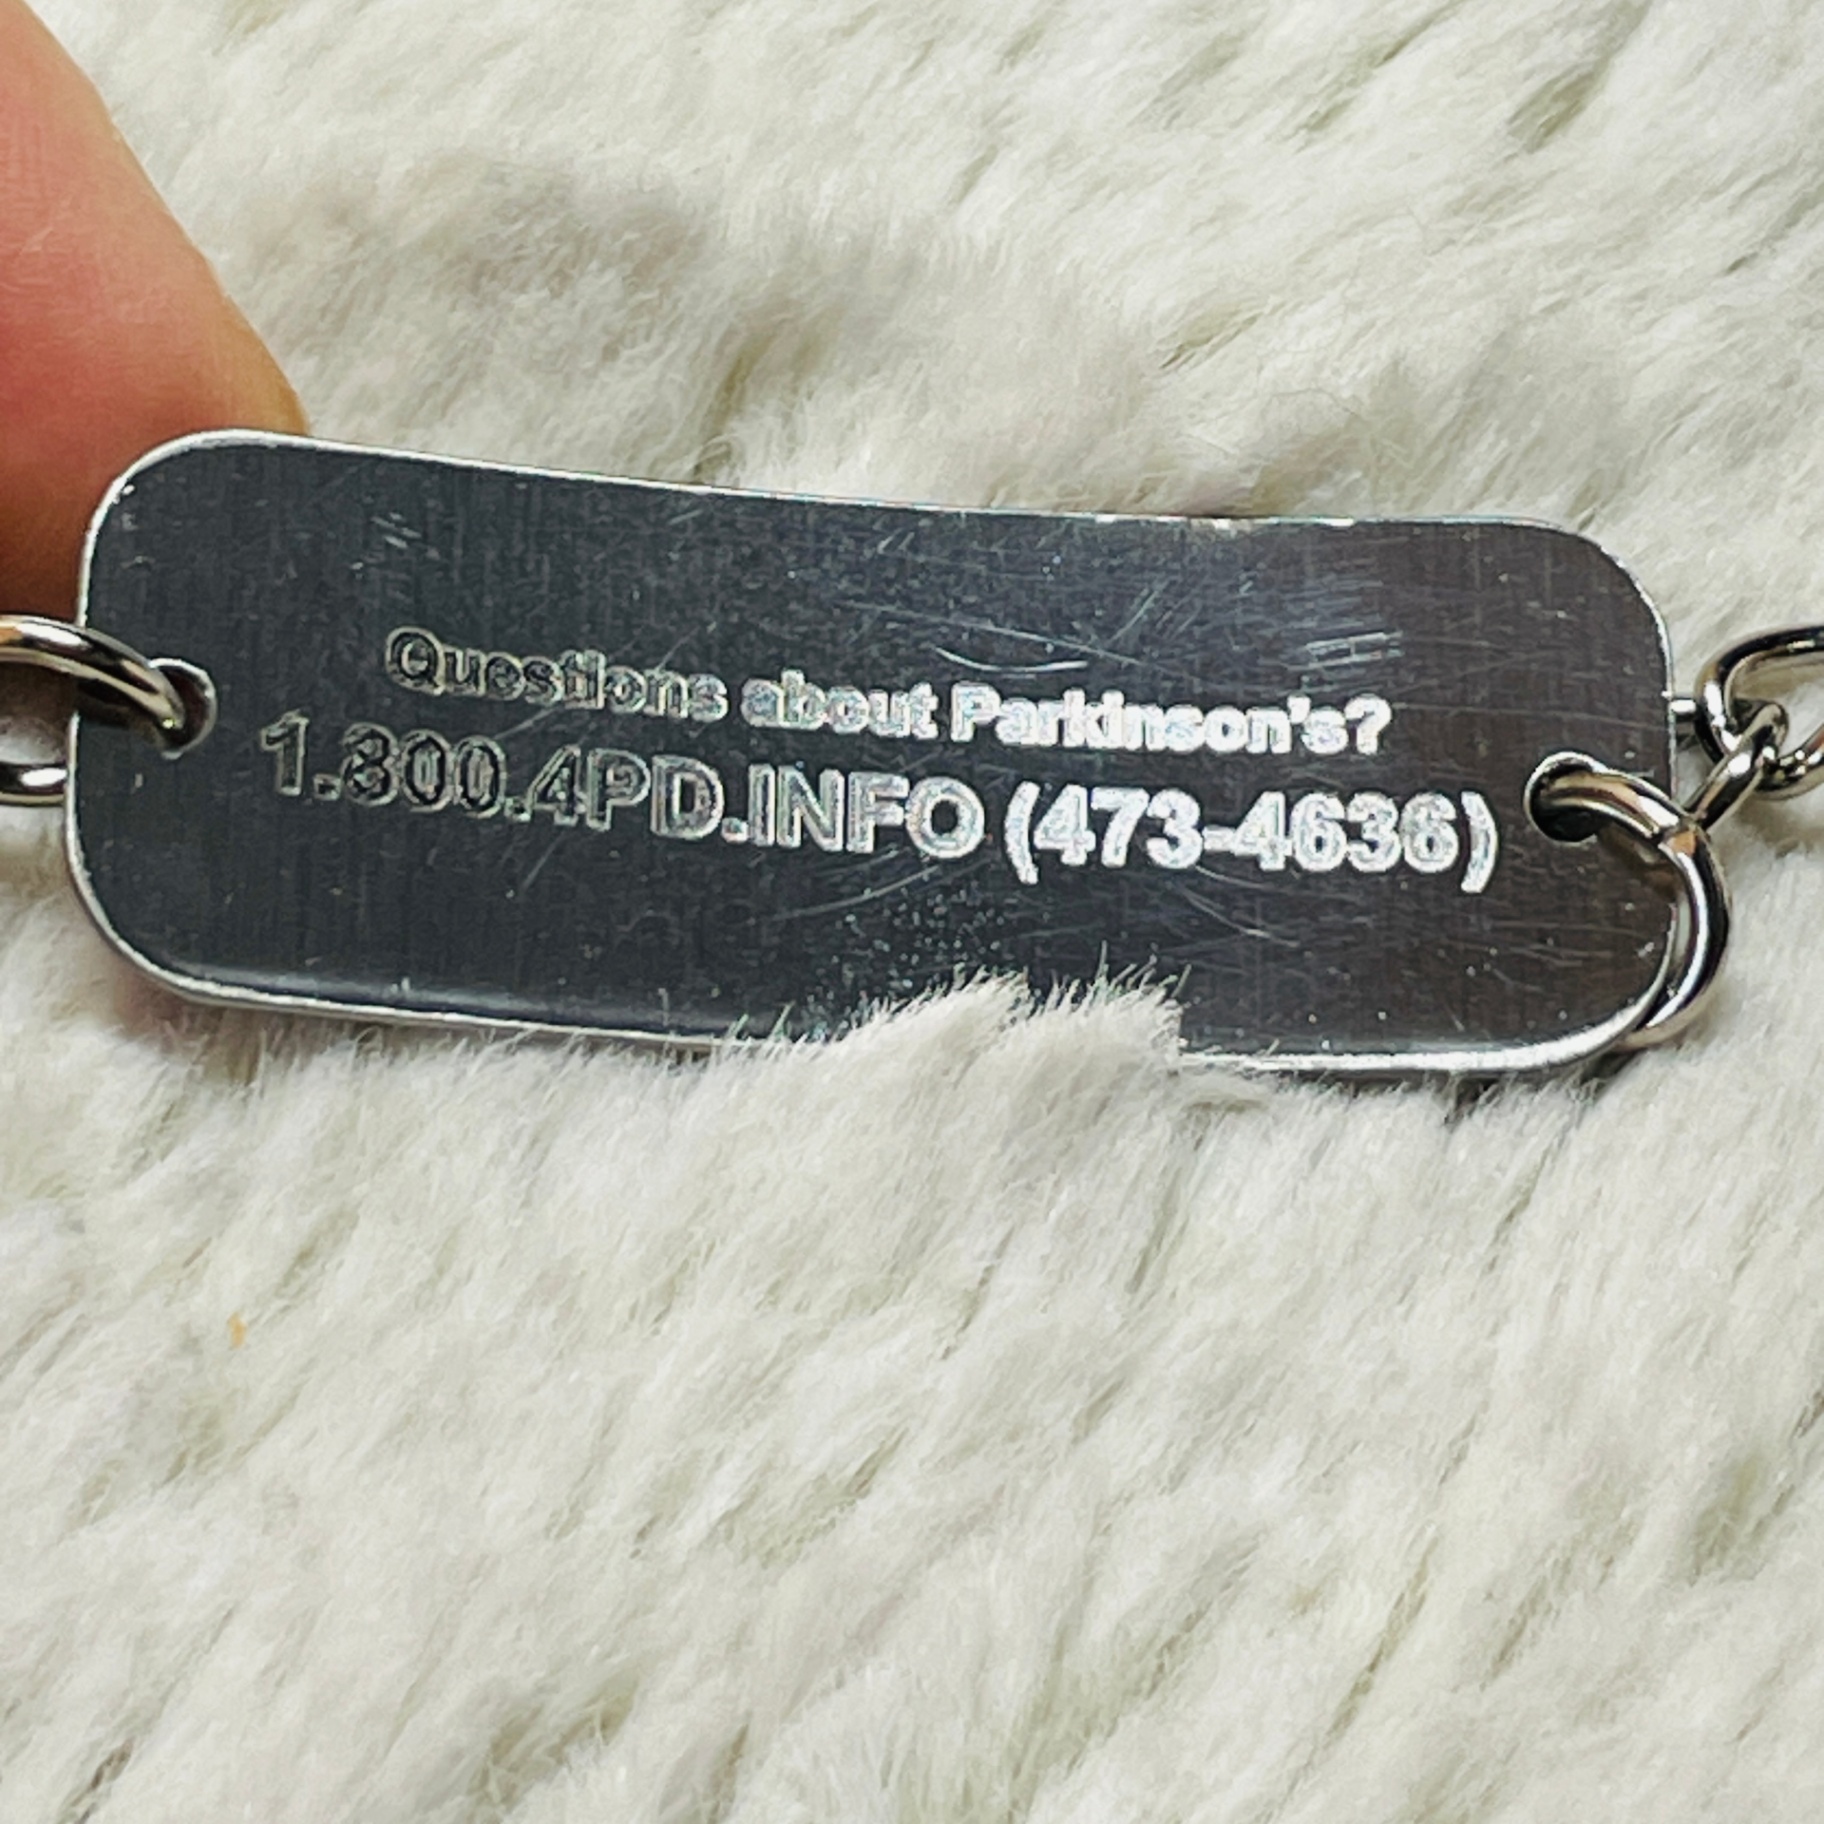 Questions about Parkinson's?
1.800.4PD.INFO (473-4636)